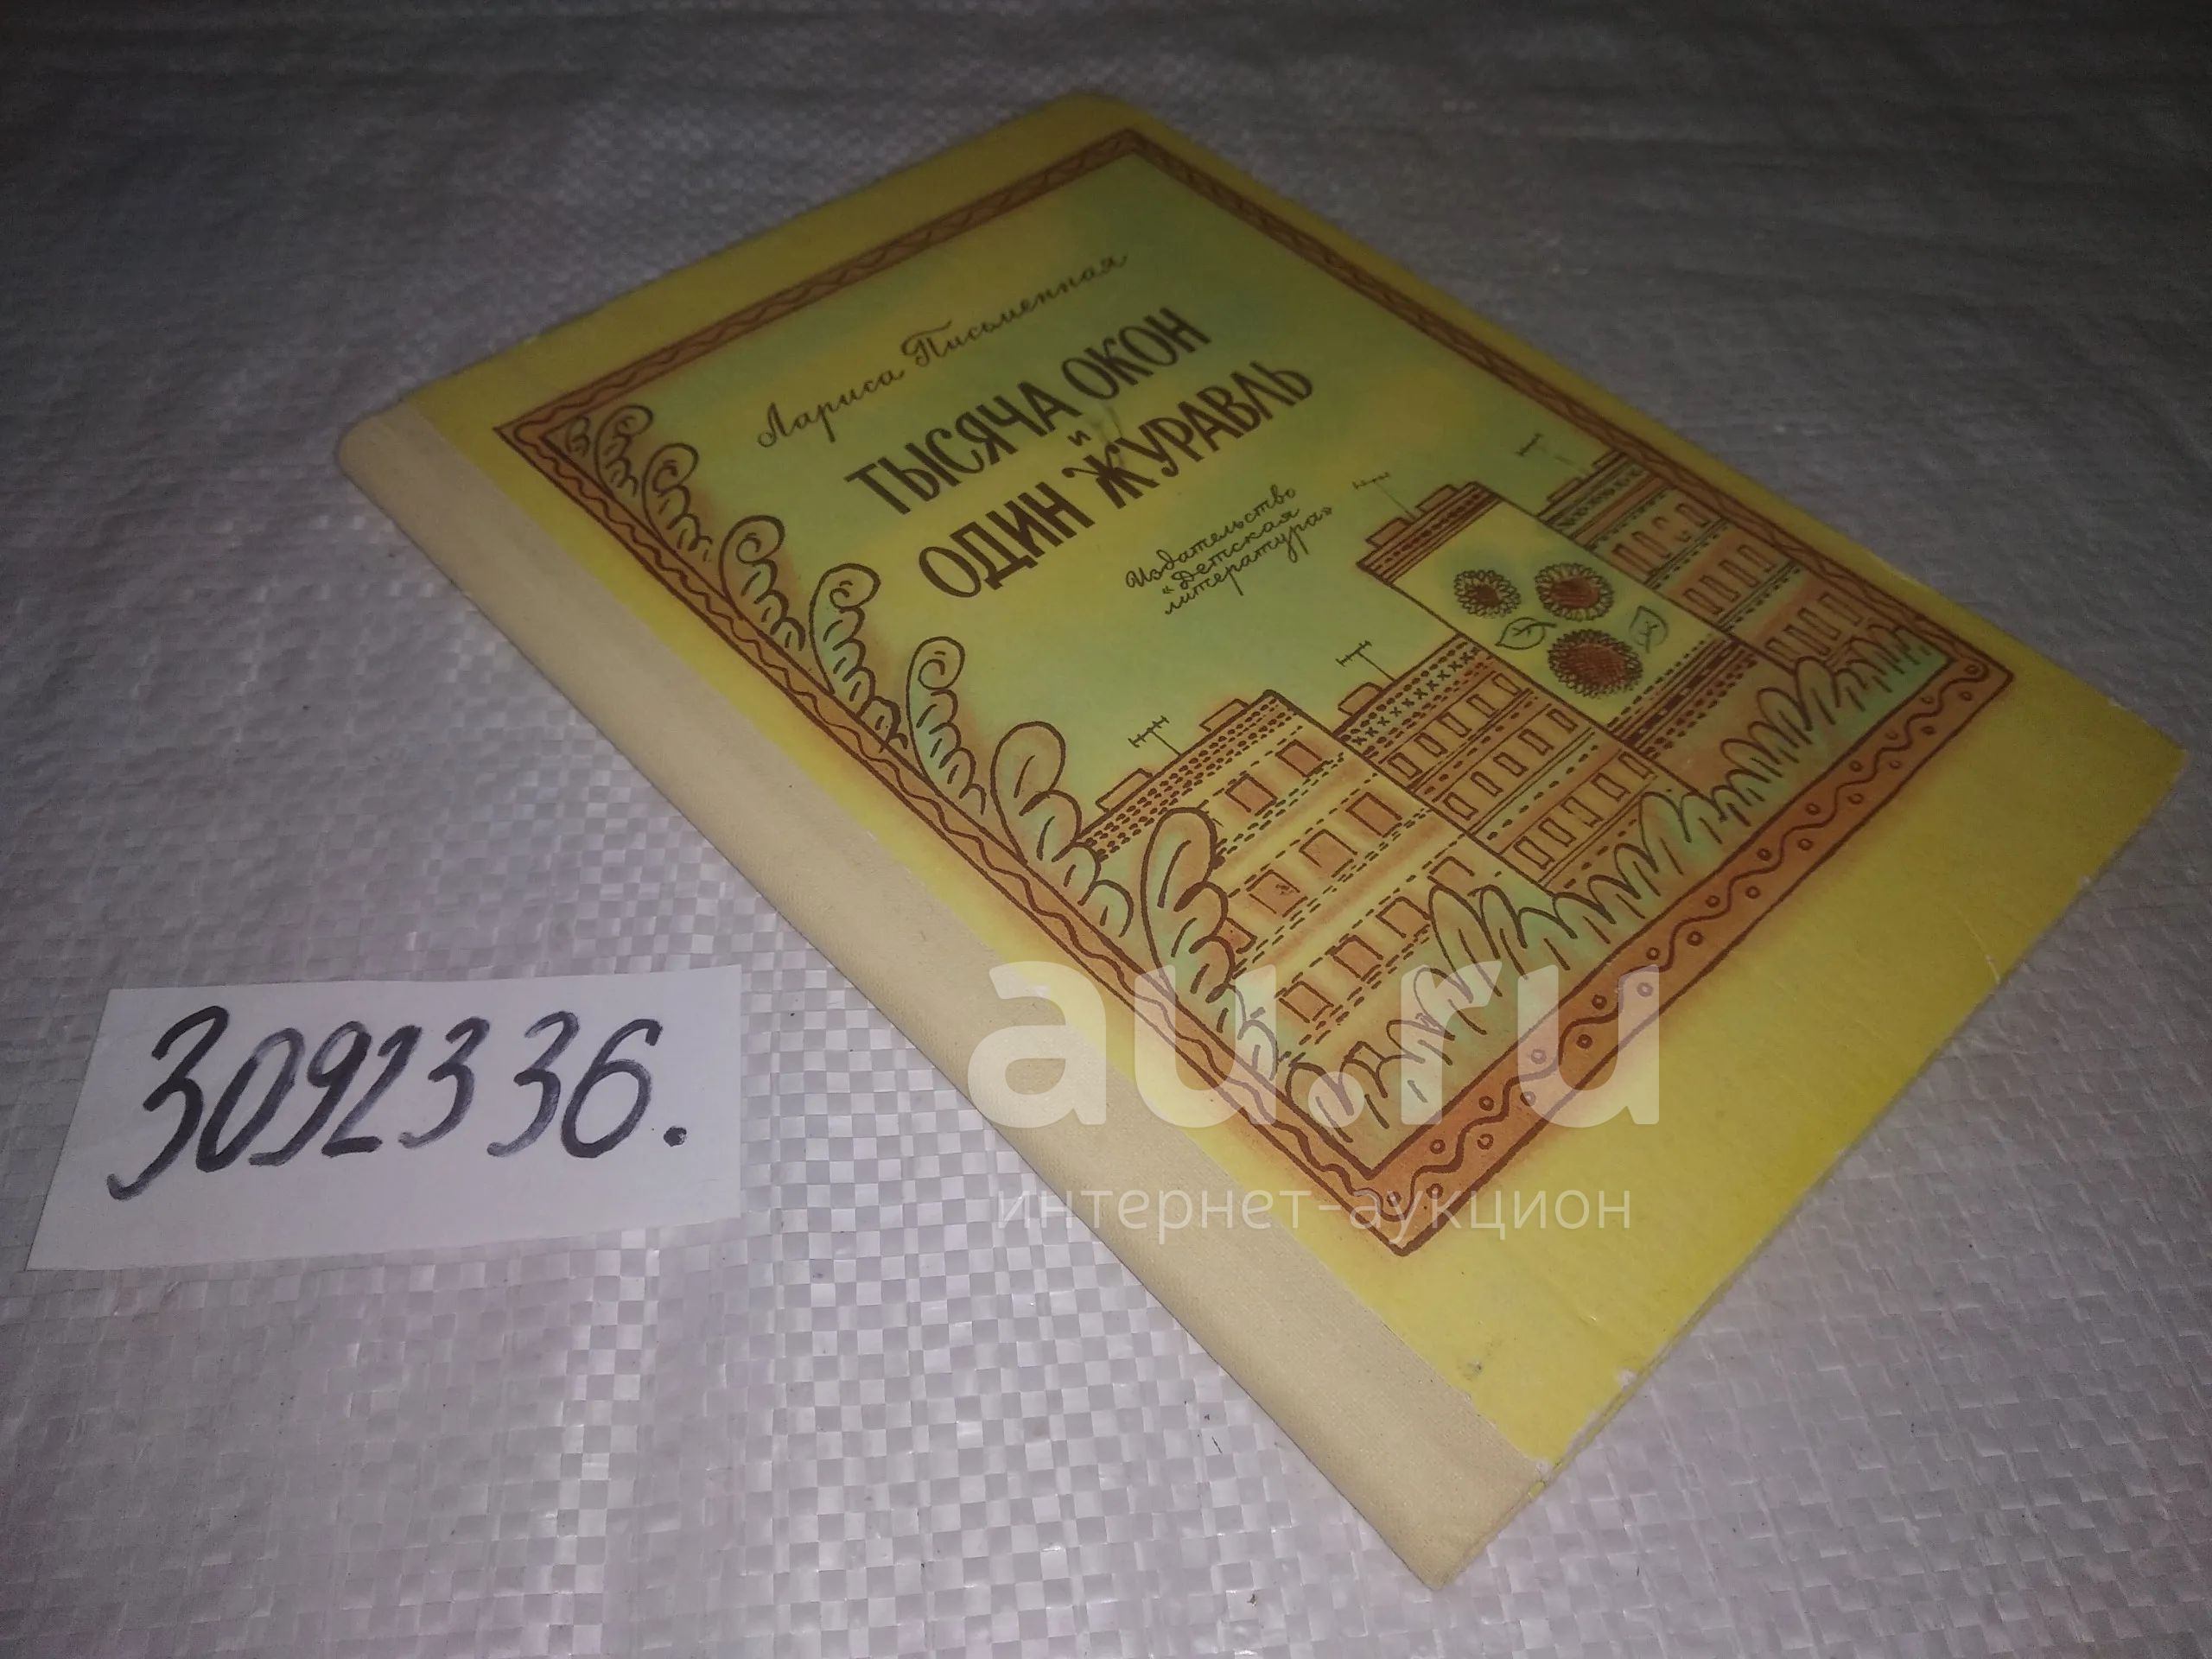 Лариса Письменная
ТЫСЯЧА ОКОН
И
ОДИН ЖУРАВЛЬ
Издательство
«Детская
литература»
3092336.
au.ru
интернет-аукцион